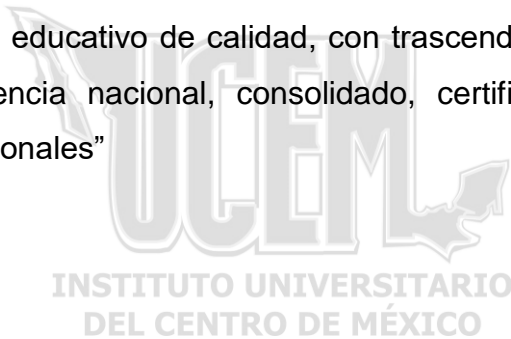 educativo de calidad, con trascend
encia nacional, consolidado, certifi
onales”
UCEM
INSTITUTO UNIVERSITARIO
DEL CENTRO DE MÉXICO